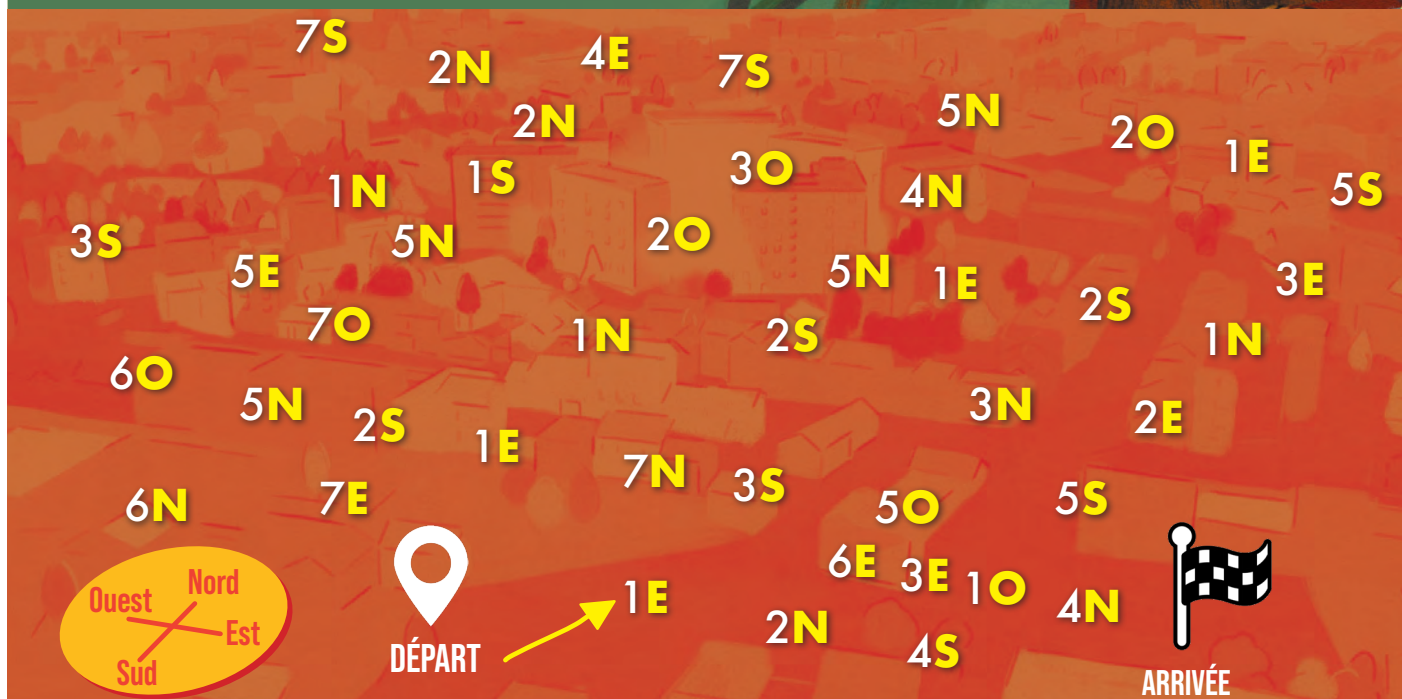 7S
2N
4E
7S
2N
5N
2O
1E
1N
1S
3O
4N
5S
3S
5E
5N
2O
5N
1E
2S
3E
7O
1N
2S
1N
6O
5N
2S
1E
3N
2E
6N
7E
7N
3S
5O
5S
6E
3E
1O
4N
1E
2N
4S
Nord
Ouest
Est
Sud
DÉPART
ARRIVÉE